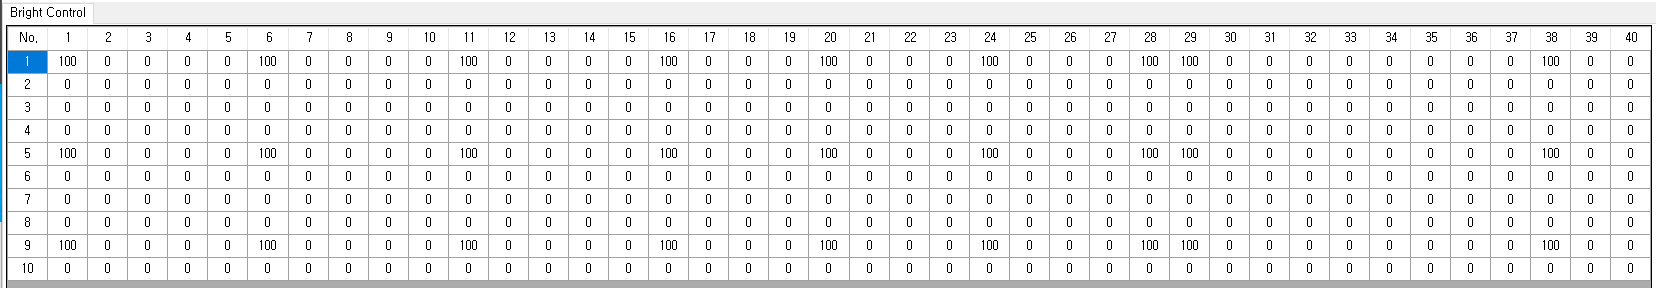 Bright Control
No. 1 2 3 4 5 6 7 8 9 10 11 12 13 14 15 16 17 18 19 20 21 22 23 24 25 26 27 28 29 30 31 32 33 34 35 36 37 38 39 40
1 100 0 0 0 0 100 0 0 0 0 100 0 0 0 0 100 0 0 0 100 0 0 0 100 0 0 0 100 100 0 0 0 0 0 0 0 0 100 0 0
2 0 0 0 0 0 0 0 0 0 0 0 0 0 0 0 0 0 0 0 0 0 0 0 0 0 0 0 0 0 0 0 0 0 0 0 0 0 0 0 0
3 0 0 0 0 0 0 0 0 0 0 0 0 0 0 0 0 0 0 0 0 0 0 0 0 0 0 0 0 0 0 0 0 0 0 0 0 0 0 0 0
4 0 0 0 0 0 0 0 0 0 0 0 0 0 0 0 0 0 0 0 0 0 0 0 0 0 0 0 0 0 0 0 0 0 0 0 0 0 0 0 0
5 100 0 0 0 0 100 0 0 0 0 100 0 0 0 0 100 0 0 0 100 0 0 0 100 0 0 0 100 100 0 0 0 0 0 0 0 0 100 0 0
6 0 0 0 0 0 0 0 0 0 0 0 0 0 0 0 0 0 0 0 0 0 0 0 0 0 0 0 0 0 0 0 0 0 0 0 0 0 0 0 0
7 0 0 0 0 0 0 0 0 0 0 0 0 0 0 0 0 0 0 0 0 0 0 0 0 0 0 0 0 0 0 0 0 0 0 0 0 0 0 0 0
8 0 0 0 0 0 0 0 0 0 0 0 0 0 0 0 0 0 0 0 0 0 0 0 0 0 0 0 0 0 0 0 0 0 0 0 0 0 0 0 0
9 100 0 0 0 0 100 0 0 0 0 100 0 0 0 0 100 0 0 0 100 0 0 0 100 0 0 0 100 100 0 0 0 0 0 0 0 0 100 0 0
10 0 0 0 0 0 0 0 0 0 0 0 0 0 0 0 0 0 0 0 0 0 0 0 0 0 0 0 0 0 0 0 0 0 0 0 0 0 0 0 0